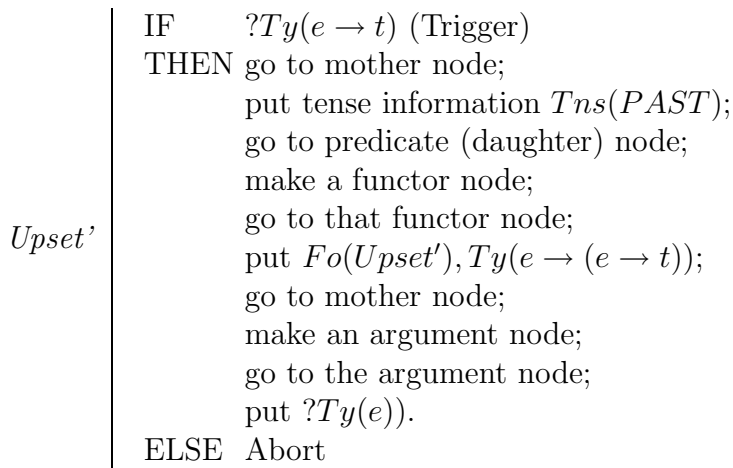 IF ?Ty(e → t) (Trigger)
THEN go to mother node;
put tense information Tns(PAST);
go to predicate (daughter) node;
make a functor node;
go to that functor node;
Upset’
put Fo(Upset′), Ty(e → (e → t));
go to mother node;
make an argument node;
go to the argument node;
put ?Ty(e)).
ELSE Abort